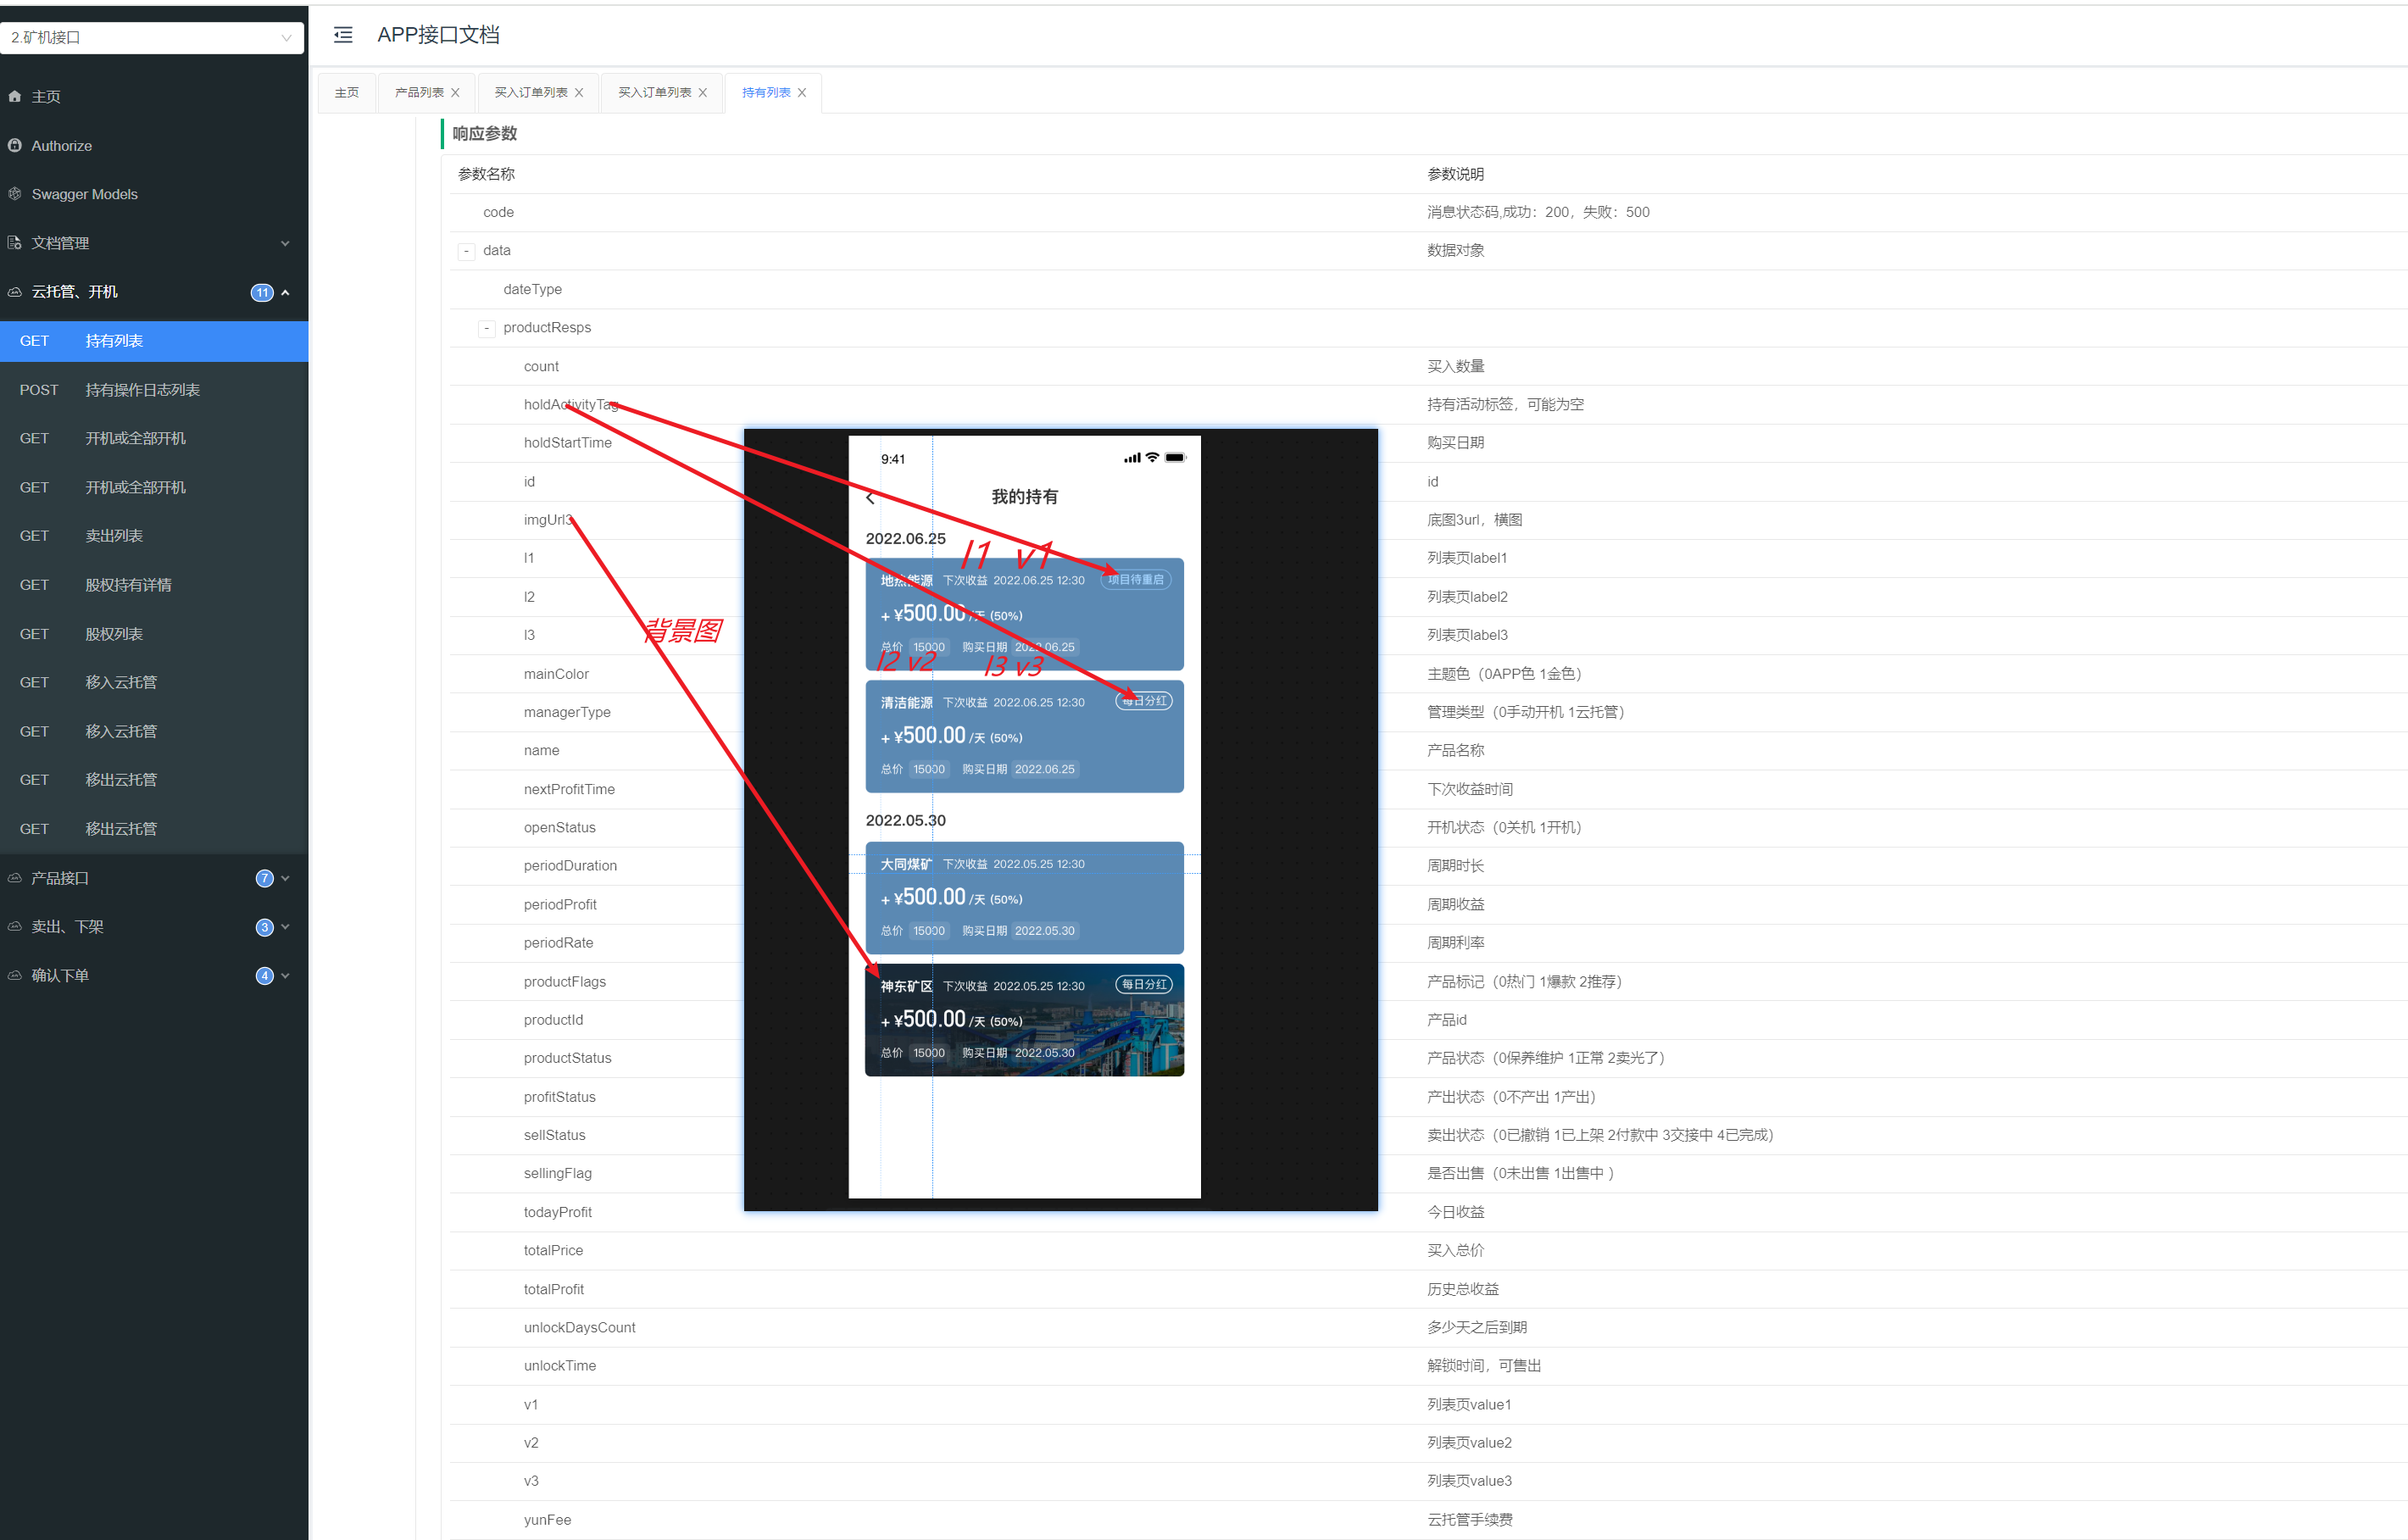 2.矿机接口
APP接口文档
主页
Authorize
Swagger Models
文档管理
云托管、开机 11
GET 持有列表
POST 持有操作日志列表
GET 开机或全部开机
GET 开机或全部开机
GET 卖出列表
GET 股权持有详情
GET 股权列表
GET 移入云托管
GET 移入云托管
GET 移出云托管
GET 移出云托管
产品接口 7
卖出、下架 3
确认下单 4
主页 产品列表 买入订单列表 买入订单列表 持有列表
响应参数
参数名称 参数说明
code 消息状态码,成功：200，失败：500
- data 数据对象
dateType
- productResps
count 买入数量
holdActivityTag 持有活动标签，可能为空
holdStartTime 购买日期
id id
imgUrl3 底图3url，横图
l1 列表页label1
l2 列表页label2
l3 列表页label3
mainColor 主题色（0APP色 1金色）
managerType 管理类型（0手动开机 1云托管）
name 产品名称
nextProfitTime 下次收益时间
openStatus 开机状态（0关机 1开机）
periodDuration 周期时长
periodProfit 周期收益
periodRate 周期利率
productFlags 产品标记（0热门 1爆款 2推荐）
productId 产品id
productStatus 产品状态（0保养维护 1正常 2卖光了）
profitStatus 产出状态（0不产出 1产出）
sellStatus 卖出状态（0已撤销 1已上架 2付款中 3交接中 4已完成）
sellingFlag 是否出售（0未出售 1出售中 ）
todayProfit 今日收益
totalPrice 买入总价
totalProfit 历史总收益
unlockDaysCount 多少天之后到期
unlockTime 解锁时间，可售出
v1 列表页value1
v2 列表页value2
v3 列表页value3
yunFee 云托管手续费
9:41
我的持有
2022.06.25
l1 v1
地热能源 下次收益 2022.06.25 12:30 项目待重启
+ ¥500.00 /天 (50%)
背景图
总价 15000 购买日期 2022.06.25
l2 v2 l3 v3
清洁能源 下次收益 2022.06.25 12:30 每日分红
+ ¥500.00 /天 (50%)
总价 15000 购买日期 2022.06.25
2022.05.30
大同煤矿 下次收益 2022.05.25 12:30
+ ¥500.00 /天 (50%)
总价 15000 购买日期 2022.05.30
神东矿区 下次收益 2022.05.25 12:30 每日分红
+ ¥500.00 /天 (50%)
总价 15000 购买日期 2022.05.30